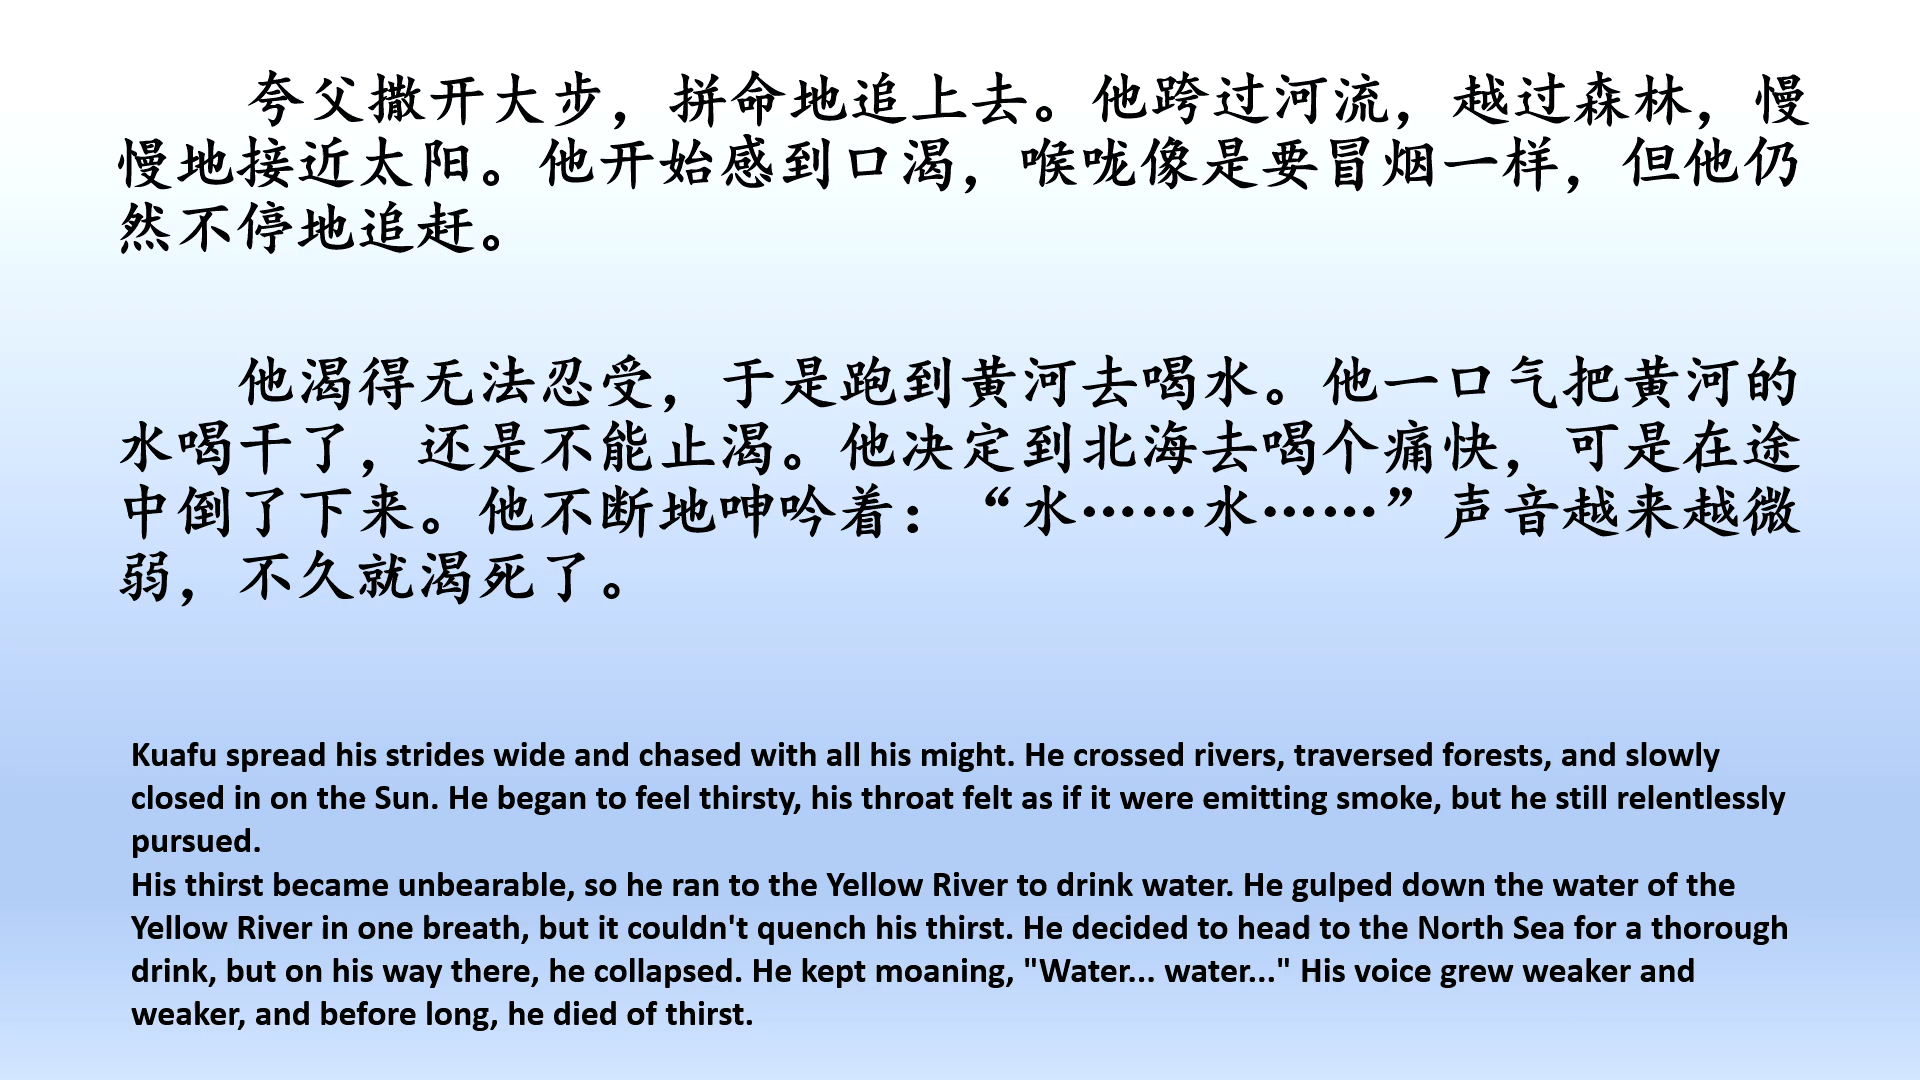 夸父撒开大步，拼命地追上去。他跨过河流，越过森林，慢
慢地接近太阳。他开始感到口渴，喉咙像是要冒烟一样，但他仍
然不停地追赶。
他渴得无法忍受，于是跑到黄河去喝水。他一口气把黄河的
水喝干了，还是不能止渴。他决定到北海去喝个痛快，可是在途
中倒了下来。他不断地呻吟着：“水……水……”声音越来越微
弱，不久就渴死了。
Kuafu spread his strides wide and chased with all his might. He crossed rivers, traversed forests, and slowly
closed in on the Sun. He began to feel thirsty, his throat felt as if it were emitting smoke, but he still relentlessly
pursued.
His thirst became unbearable, so he ran to the Yellow River to drink water. He gulped down the water of the
Yellow River in one breath, but it couldn't quench his thirst. He decided to head to the North Sea for a thorough
drink, but on his way there, he collapsed. He kept moaning, "Water... water..." His voice grew weaker and
weaker, and before long, he died of thirst.